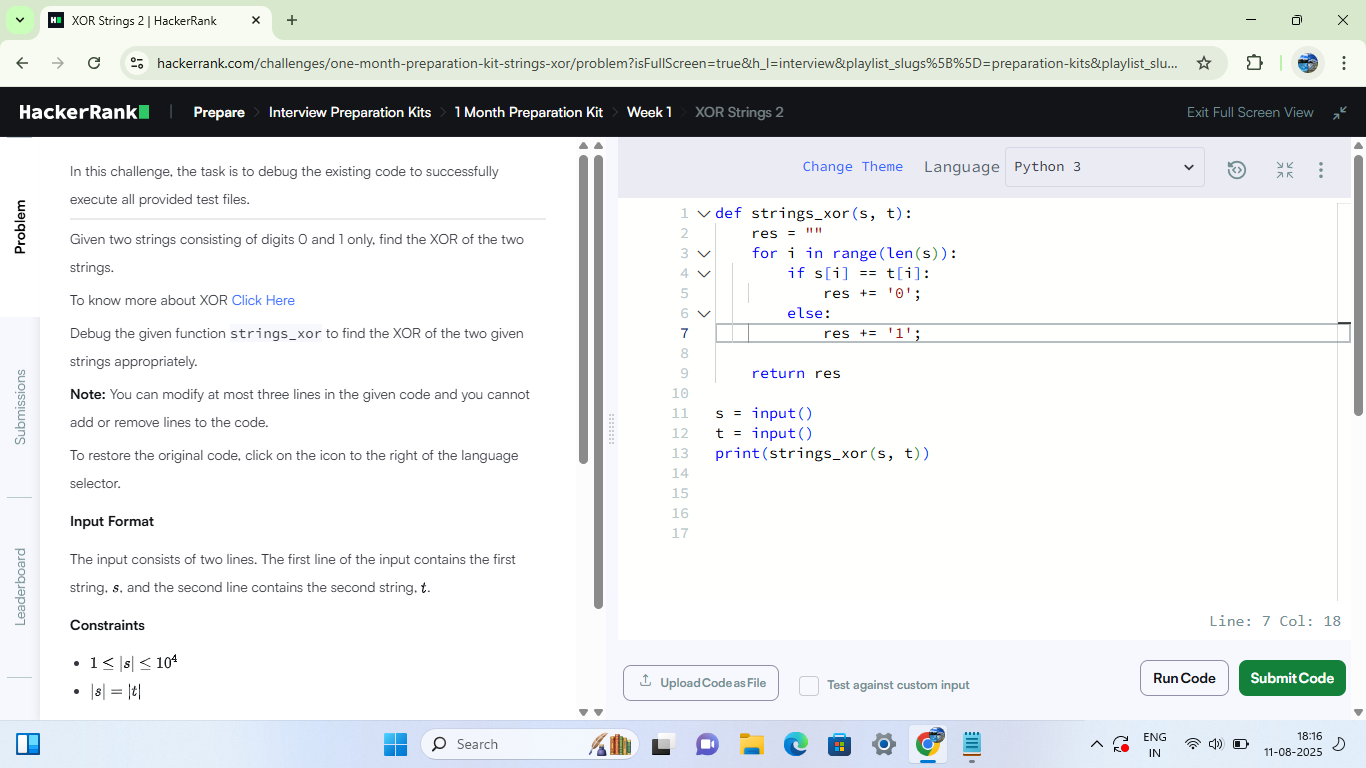 XOR Strings 2 | HackerRank
hackerrank.com/challenges/one-month-preparation-kit-strings-xor/problem?isFullScreen=true&h_l=interview&playlist_slugs%5B%5D=preparation-kits&playlist_slu...
HackerRank
Prepare
Interview Preparation Kits
1 Month Preparation Kit
Week 1
XOR Strings 2
Exit Full Screen View
Problem
Submissions
Leaderboard
In this challenge, the task is to debug the existing code to successfully
execute all provided test files.
Given two strings consisting of digits 0 and 1 only, find the XOR of the two
strings.
To know more about XOR Click Here
Debug the given function strings_xor to find the XOR of the two given
strings appropriately.
Note: You can modify at most three lines in the given code and you cannot
add or remove lines to the code.
To restore the original code, click on the icon to the right of the language
selector.
Input Format
The input consists of two lines. The first line of the input contains the first
string, s, and the second line contains the second string, t.
Constraints
• 1 ≤ |s| ≤ 10⁴
• |s| = |t|
Change Theme
Language
Python 3
1 def strings_xor(s, t):
2     res = ""
3     for i in range(len(s)):
4         if s[i] == t[i]:
5             res += '0';
6         else:
7             res += '1';
8
9     return res
10
11 s = input()
12 t = input()
13 print(strings_xor(s, t))
14
15
16
17
Line: 7 Col: 18
Upload Code as File
Test against custom input
Run Code
Submit Code
Search
ENG
IN
18:16
11-08-2025